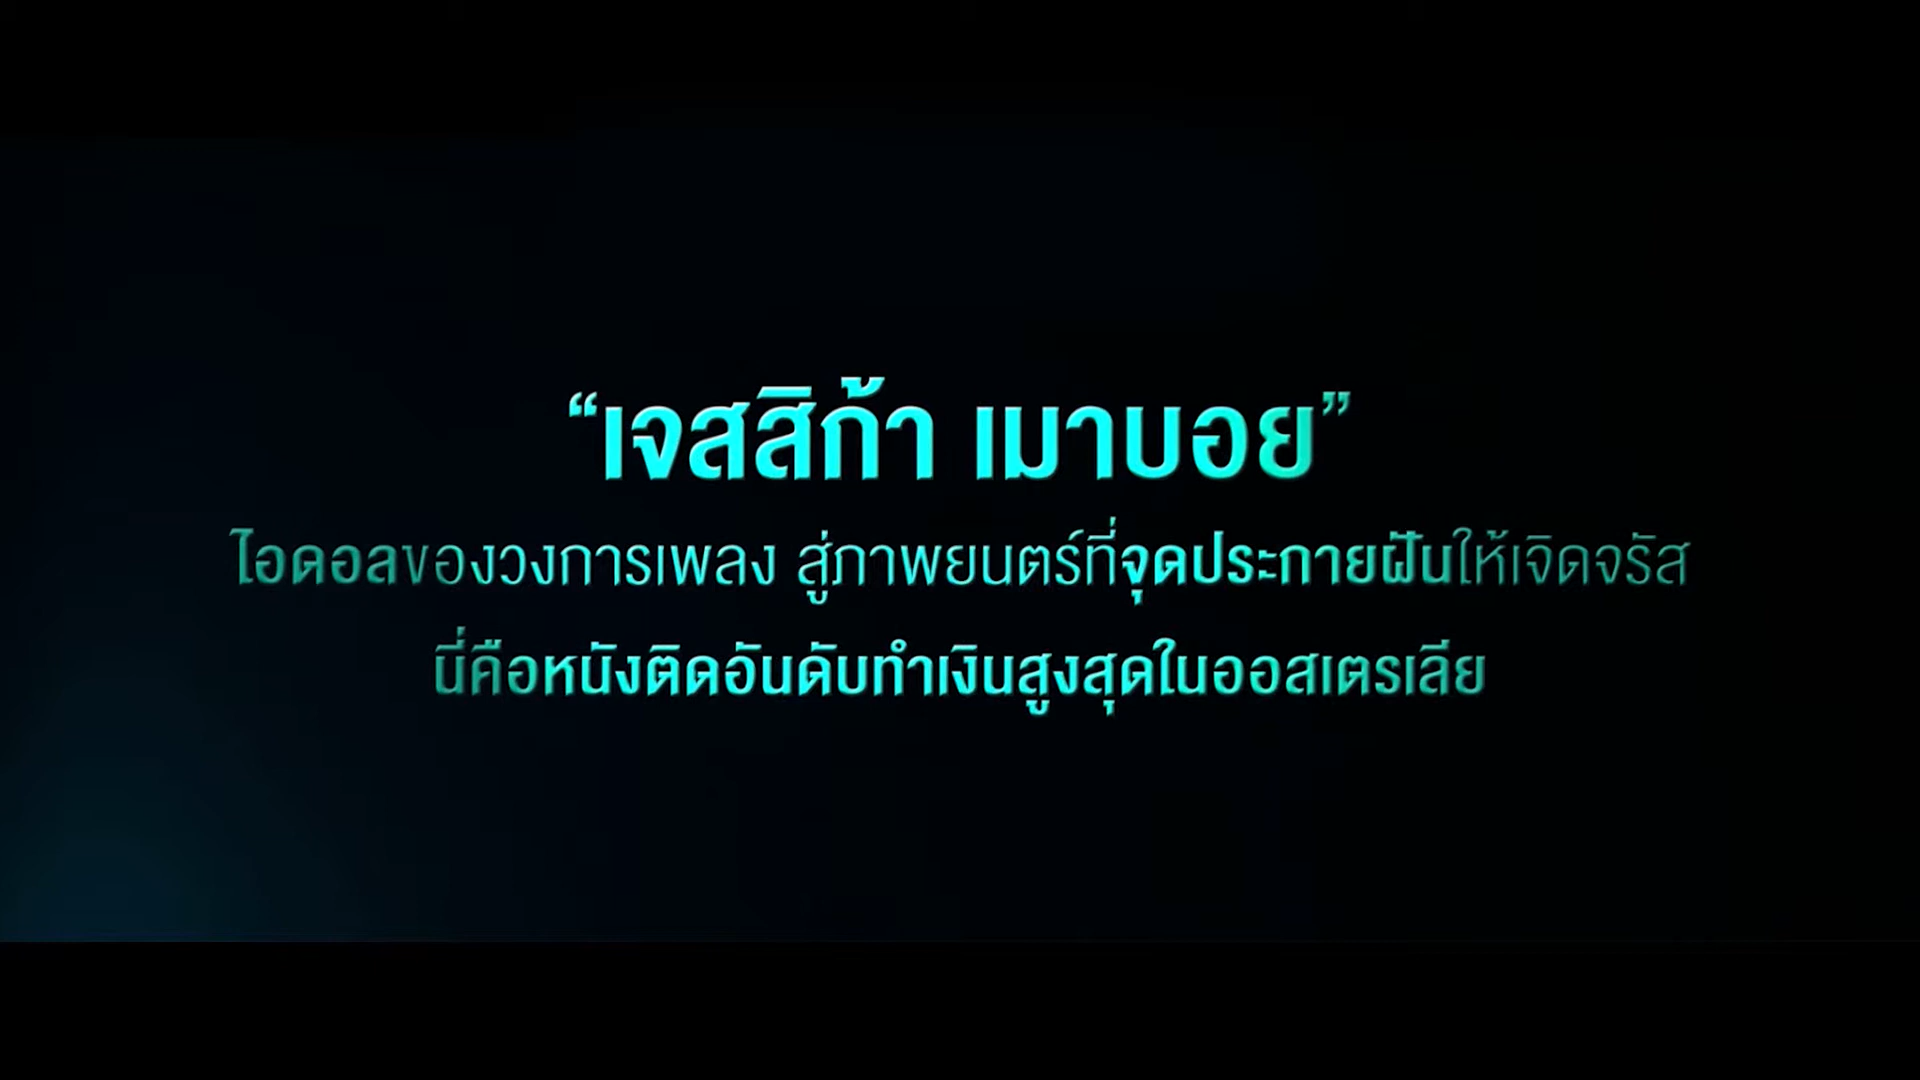 “เจสสิก้า เมาบอย”
ไอดอลของวงการเพลง สู่ภาพยนตร์ที่จุดประกายฝันให้เจิดจรัส
นี่คือหนังติดอันดับทำเงินสูงสุดในออสเตรเลีย